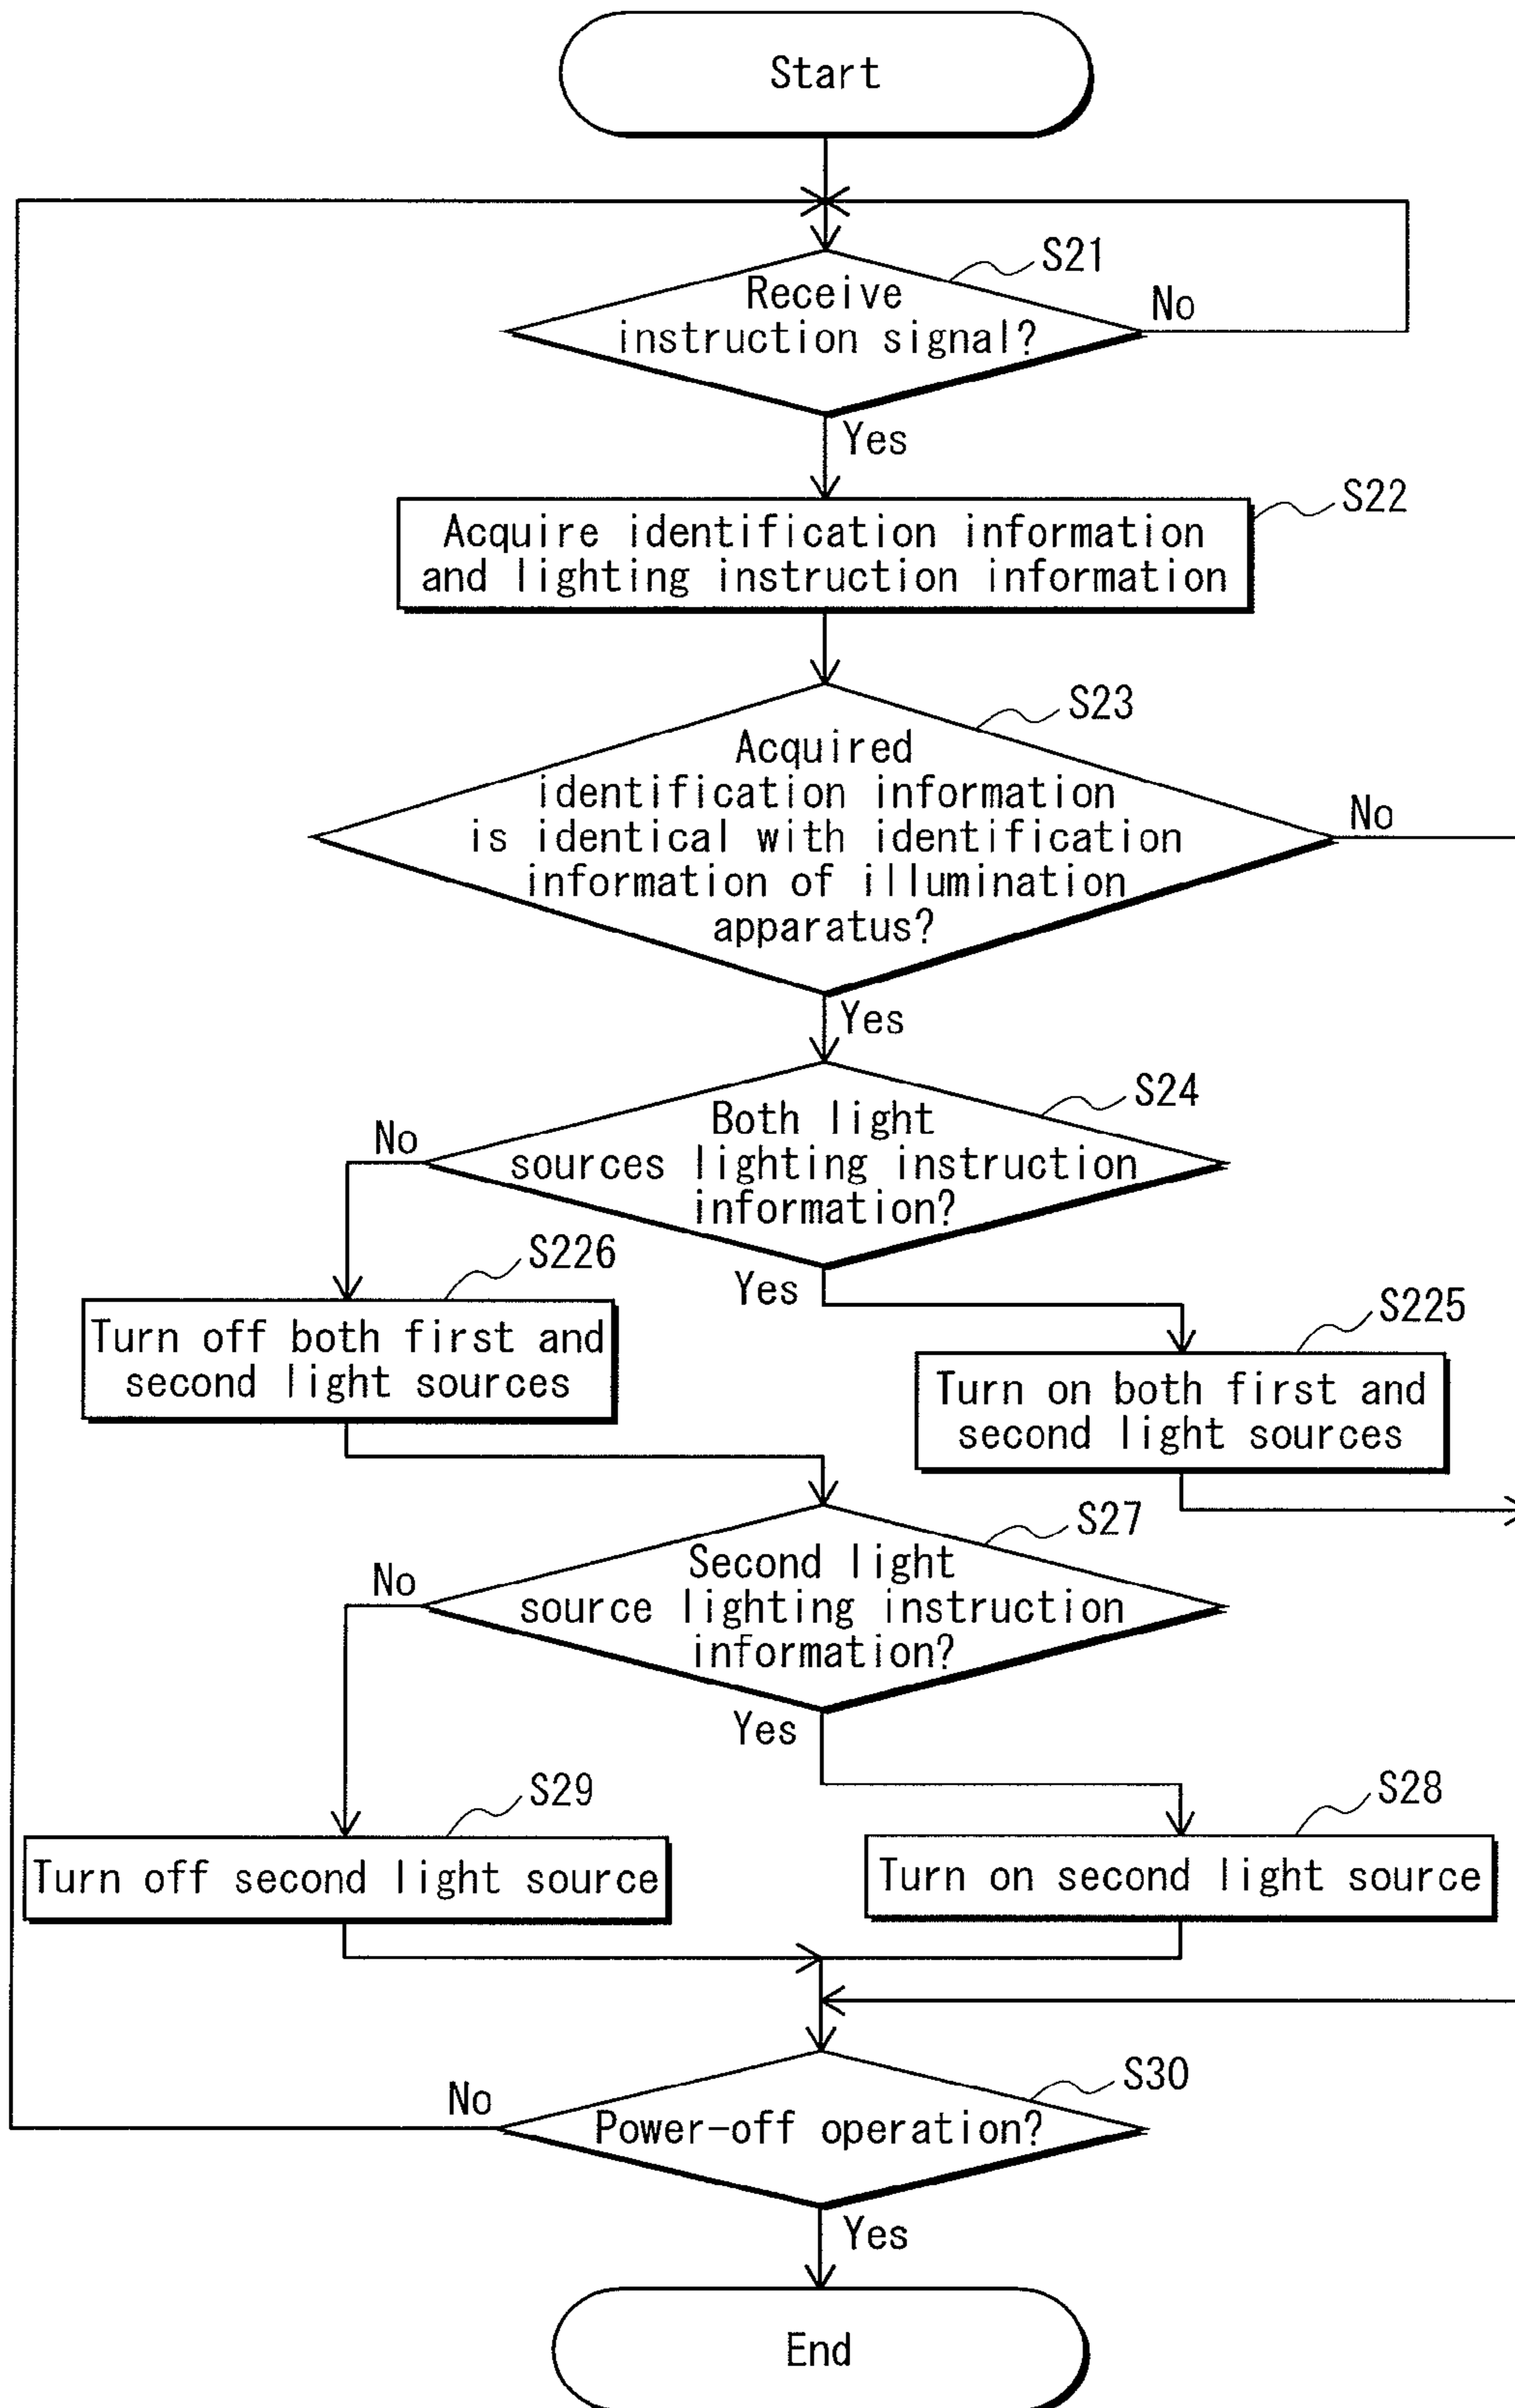 Start
S21
Receive
instruction signal?
No
Yes
S22
Acquire identification information
and lighting instruction information
S23
Acquired
identification information
is identical with identification
information of illumination
apparatus?
No
Yes
S24
Both light
sources lighting instruction
information?
No
Yes
S226
Turn off both first and
second light sources
S225
Turn on both first and
second light sources
S27
Second light
source lighting instruction
information?
No
Yes
S29
Turn off second light source
S28
Turn on second light source
S30
Power-off operation?
No
Yes
End